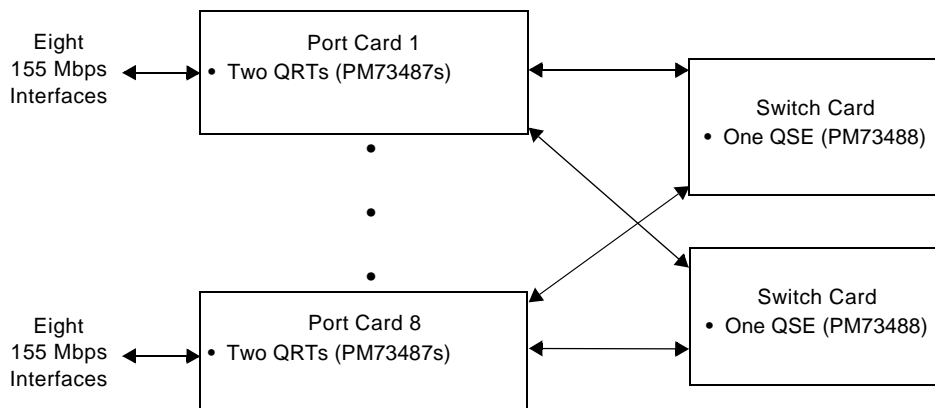 Eight
155 Mbps
Interfaces
Port Card 1
• Two QRTs (PM73487s)
Switch Card
• One QSE (PM73488)
Switch Card
• One QSE (PM73488)
Eight
155 Mbps
Interfaces
Port Card 8
• Two QRTs (PM73487s)